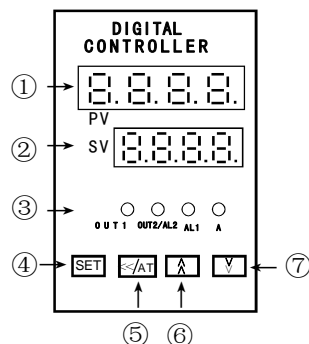 DIGITAL
CONTROLLER
① 8.8.8.8.
PV
② SV 8.8.8.8.
③
OUT1 OUT2/AL2 AL1 A
④ SET <</AT
⑦
⑤ ⑥